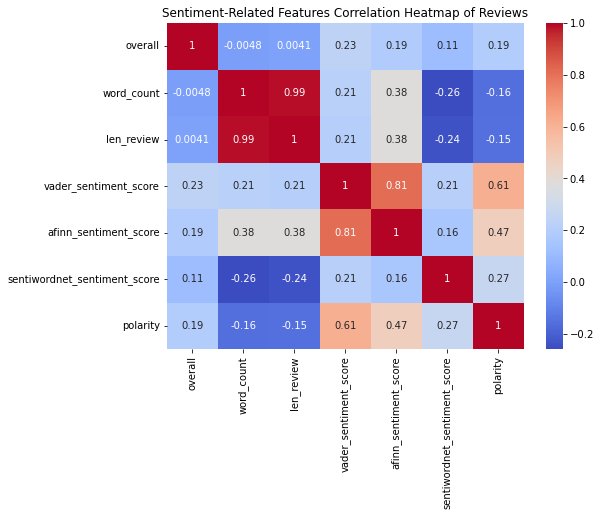 Sentiment-Related Features Correlation Heatmap of Reviews
overall 1 -0.0048 0.0041 0.23 0.19 0.11 0.19
word_count -0.0048 1 0.99 0.21 0.38 -0.26 -0.16
len_review 0.0041 0.99 1 0.21 0.38 -0.24 -0.15
vader_sentiment_score 0.23 0.21 0.21 1 0.81 0.21 0.61
afinn_sentiment_score 0.19 0.38 0.38 0.81 1 0.16 0.47
sentiwordnet_sentiment_score 0.11 -0.26 -0.24 0.21 0.16 1 0.27
polarity 0.19 -0.16 -0.15 0.61 0.47 0.27 1
overall
word_count
len_review
vader_sentiment_score
afinn_sentiment_score
sentiwordnet_sentiment_score
polarity
1.0
0.8
0.6
0.4
0.2
0.0
−0.2